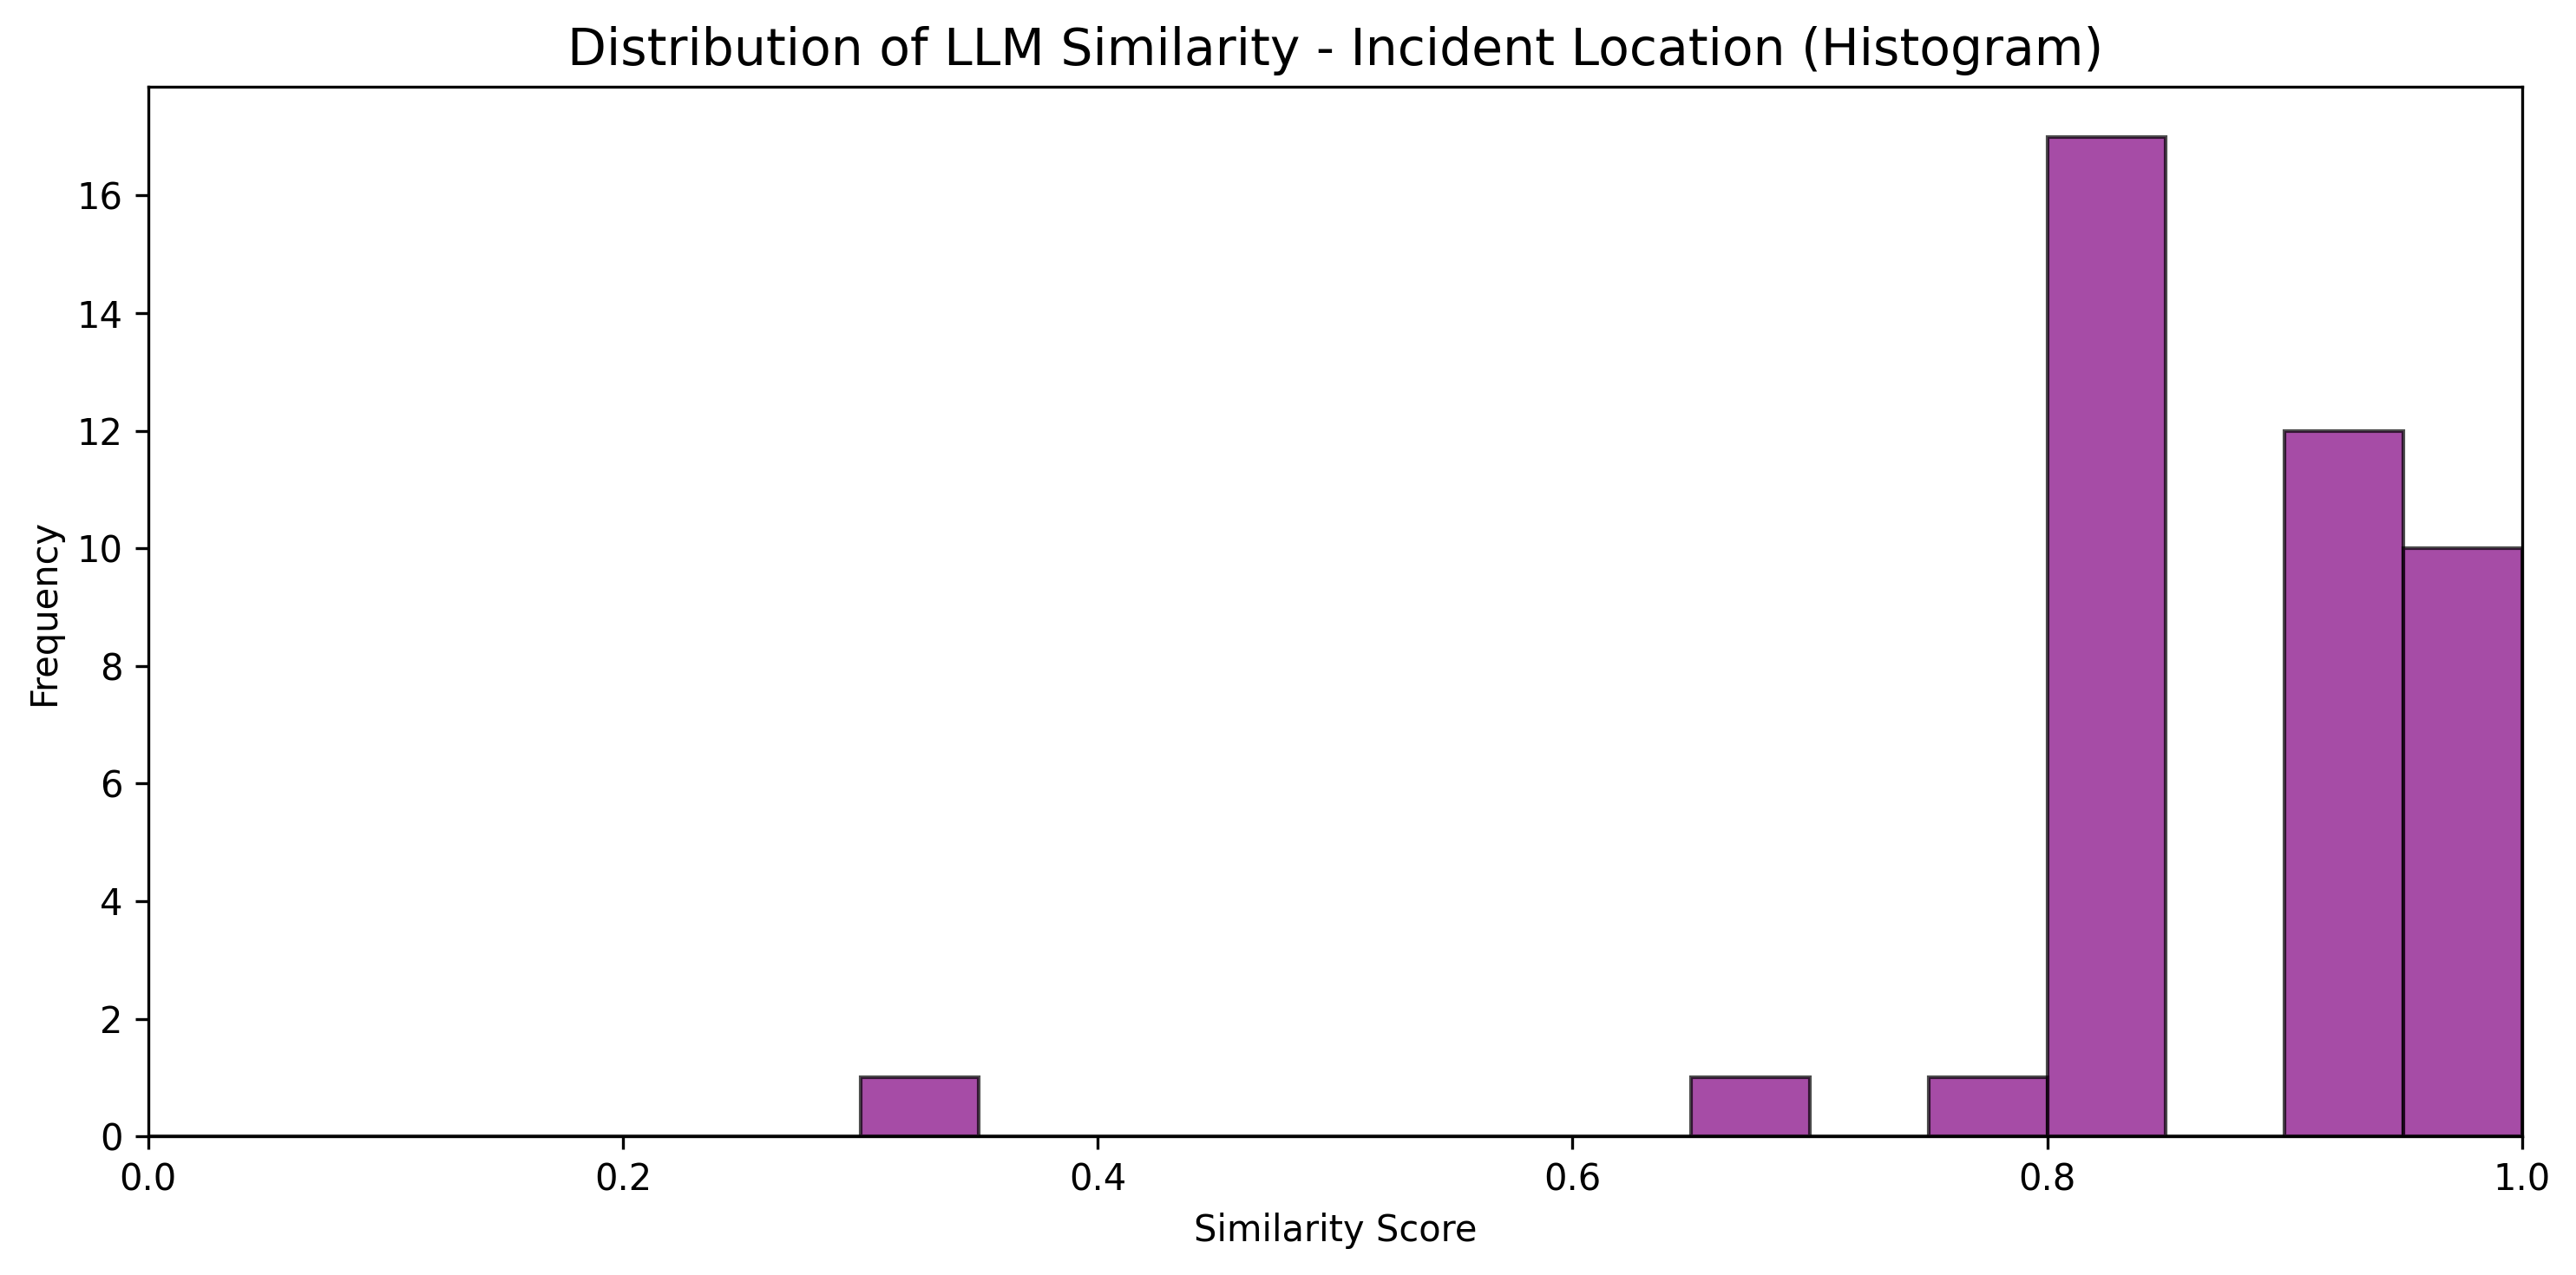 Distribution of LLM Similarity - Incident Location (Histogram)
16
14
12
10
8
6
4
2
0
Frequency
0.0 0.2 0.4 0.6 0.8 1.0
Similarity Score